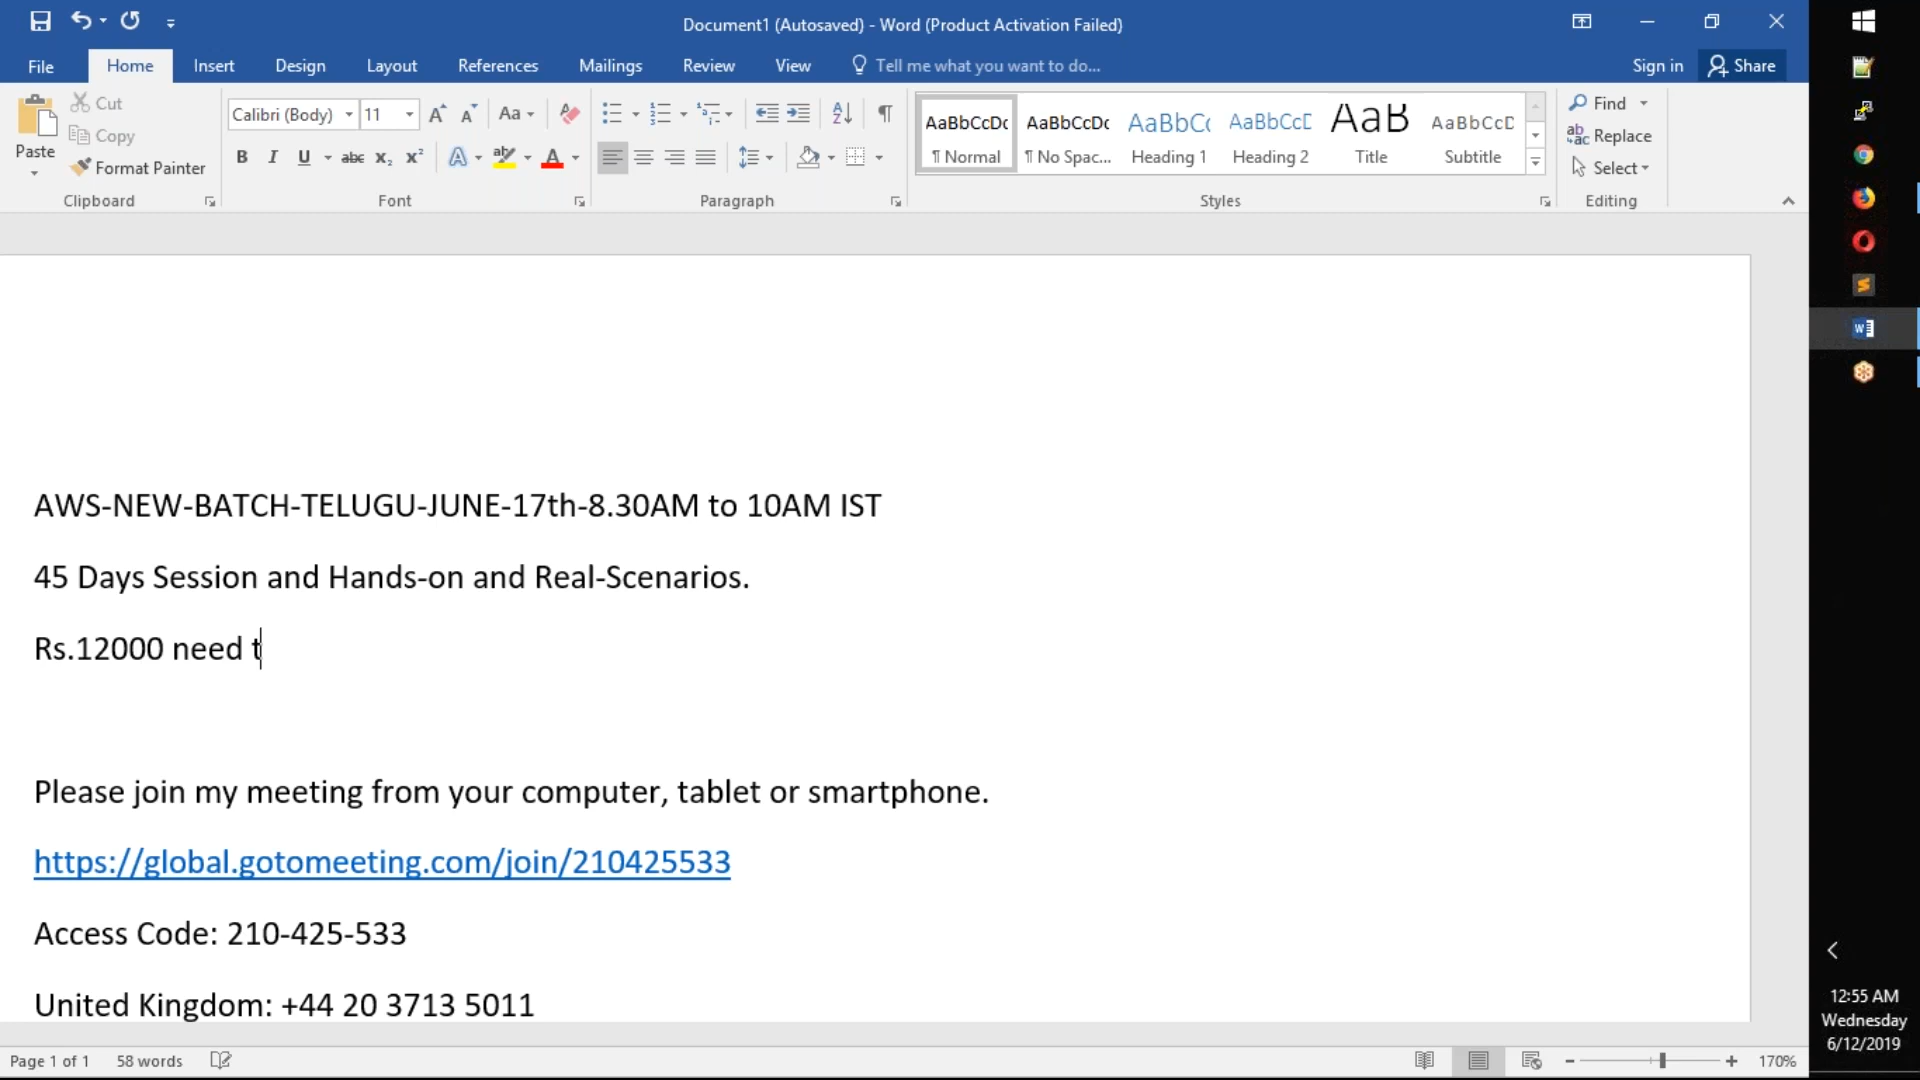 Document1 (Autosaved) - Word (Product Activation Failed)
File Home Insert Design Layout References Mailings Review View Tell me what you want to do... Sign in Share
Paste
Cut
Copy
Format Painter
Clipboard
Calibri (Body) 11
Font
Paragraph
AaBbCcDc AaBbCcDc AaBbC AaBbCcD AaB AaBbCcD
¶ Normal ¶ No Spac... Heading 1 Heading 2 Title Subtitle
Styles
Find
Replace
Select
Editing
AWS-NEW-BATCH-TELUGU-JUNE-17th-8.30AM to 10AM IST
45 Days Session and Hands-on and Real-Scenarios.
Rs.12000 need t
Please join my meeting from your computer, tablet or smartphone.
https://global.gotomeeting.com/join/210425533
Access Code: 210-425-533
United Kingdom: +44 20 3713 5011
Page 1 of 1 58 words 170%
12:55 AM
Wednesday
6/12/2019